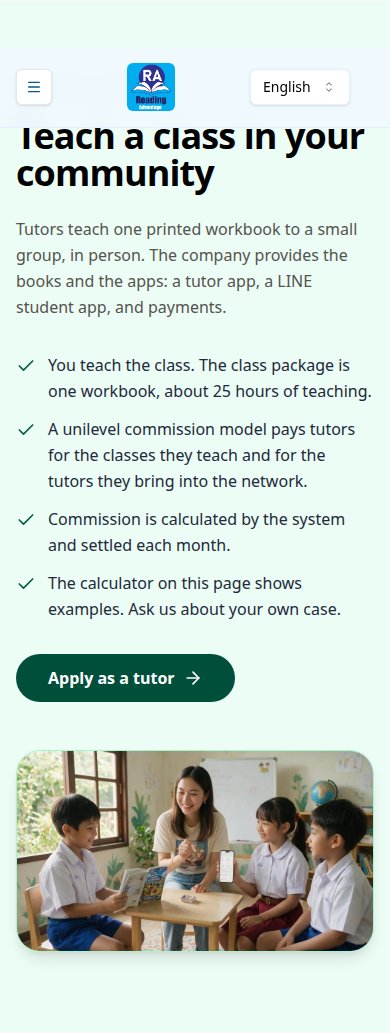 RA
Reading
Advantage
English
Teach a class in your
community
Tutors teach one printed workbook to a small
group, in person. The company provides the
books and the apps: a tutor app, a LINE
student app, and payments.
You teach the class. The class package is
one workbook, about 25 hours of teaching.
A unilevel commission model pays tutors
for the classes they teach and for the
tutors they bring into the network.
Commission is calculated by the system
and settled each month.
The calculator on this page shows
examples. Ask us about your own case.
Apply as a tutor